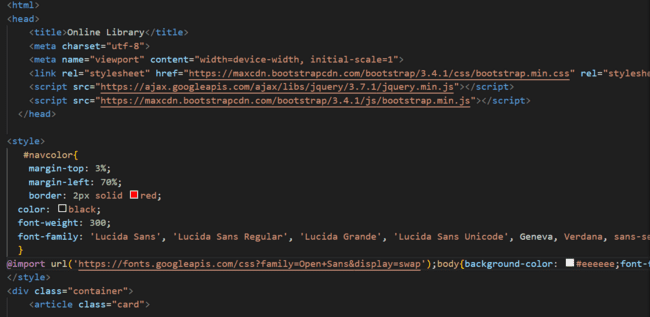 <html>
<head>
<title>Online Library</title>
<meta charset="utf-8">
<meta name="viewport" content="width=device-width, initial-scale=1">
<link rel="stylesheet" href="https://maxcdn.bootstrapcdn.com/bootstrap/3.4.1/css/bootstrap.min.css" rel="styleshe
<script src="https://ajax.googleapis.com/ajax/libs/jquery/3.7.1/jquery.min.js"></script>
<script src="https://maxcdn.bootstrapcdn.com/bootstrap/3.4.1/js/bootstrap.min.js"></script>
</head>
<style>
#navcolor{
margin-top: 3%;
margin-left: 70%;
border: 2px solid red;
color: black;
font-weight: 300;
font-family: 'Lucida Sans', 'Lucida Sans Regular', 'Lucida Grande', 'Lucida Sans Unicode', Geneva, Verdana, sans-se
}
@import url('https://fonts.googleapis.com/css?family=Open+Sans&display=swap');body{background-color: #eeeeee;font-f
</style>
<div class="container">
<article class="card">